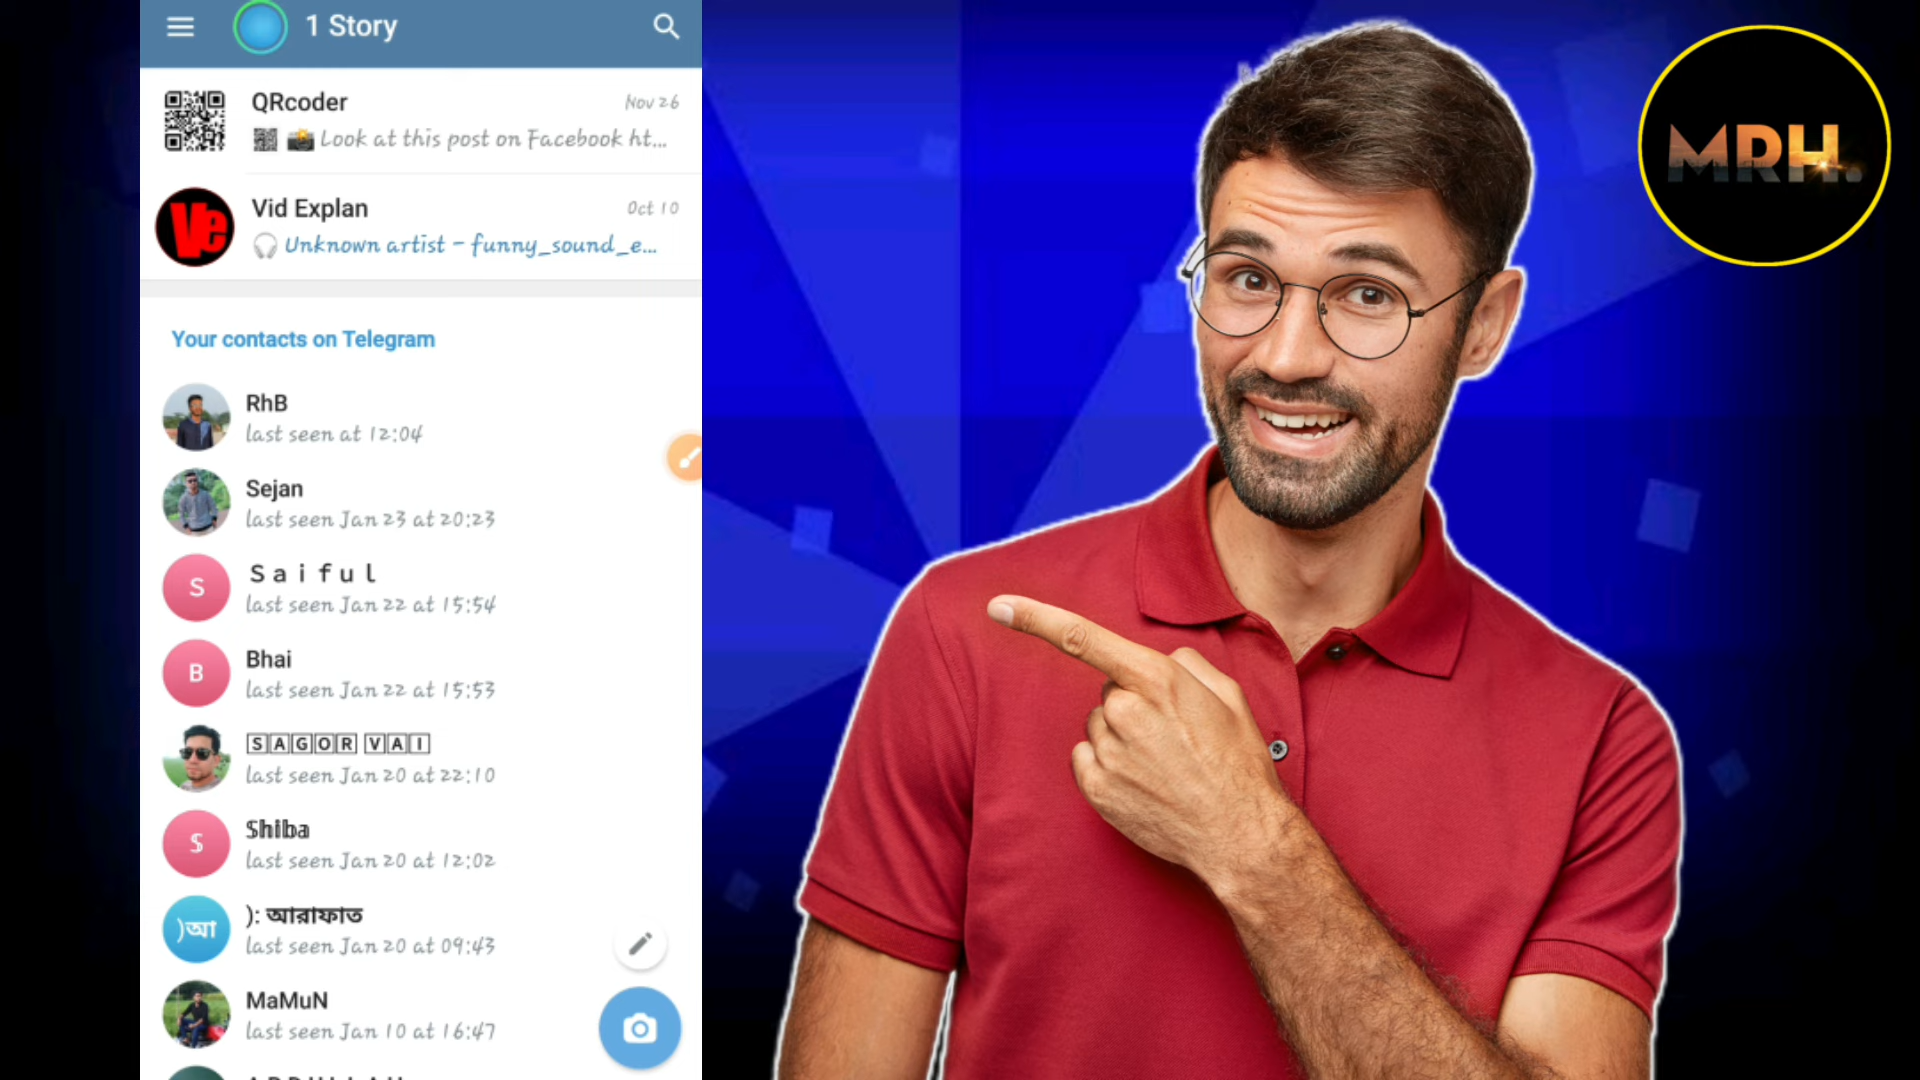 1 Story
QRcoder
Nov 26
Look at this post on Facebook ht...
Vid Explan
Oct 10
Unknown artist - funny_sound_e...
Your contacts on Telegram
RhB
last seen at 12:04
Sejan
last seen Jan 23 at 20:23
S
Saiful
last seen Jan 22 at 15:54
B
Bhai
last seen Jan 22 at 15:53
SAGOR VAI
last seen Jan 20 at 22:10
S
Shiba
last seen Jan 20 at 12:02
)আ
): আরাফাত
last seen Jan 20 at 09:43
MaMuN
last seen Jan 10 at 16:47
MRH.
Ve